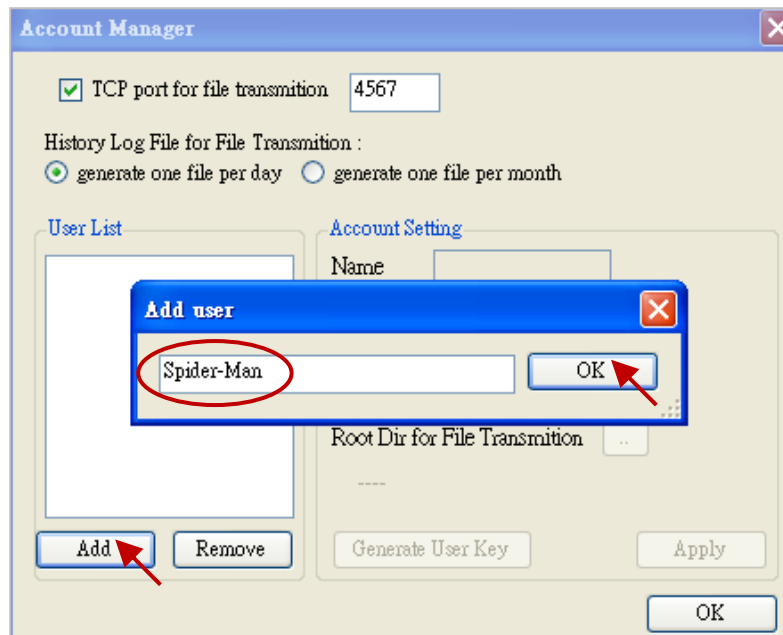 Account Manager
TCP port for file transmition 4567
History Log File for File Transmition :
generate one file per day generate one file per month
User List
Account Setting
Name
Add user
Spider-Man
OK
Root Dir for File Transmition ..
----
Add Remove
Generate User Key Apply
OK